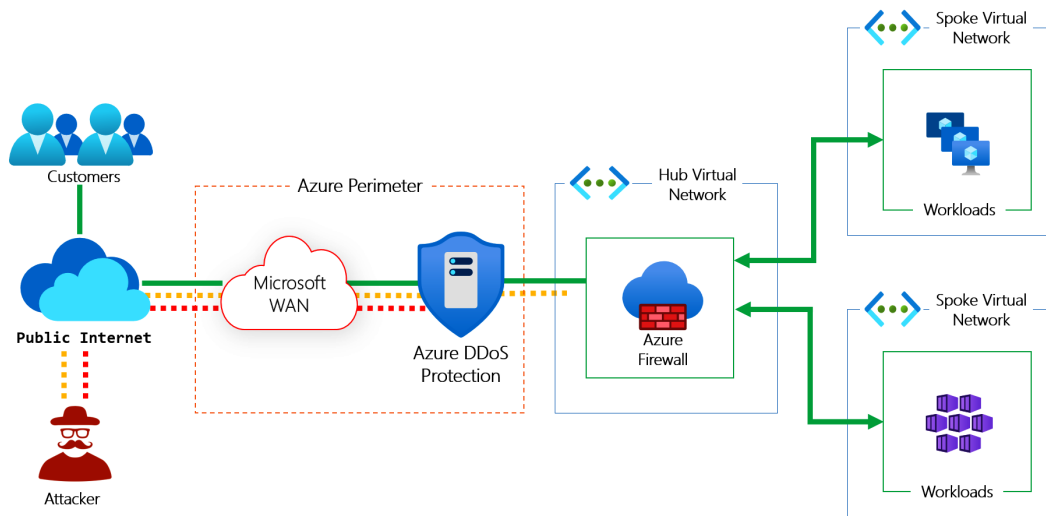 Spoke Virtual
Network
Customers
Azure Perimeter
Hub Virtual
Network
Workloads
Microsoft
WAN
Public Internet
Azure DDoS
Protection
Azure
Firewall
Spoke Virtual
Network
Attacker
Workloads